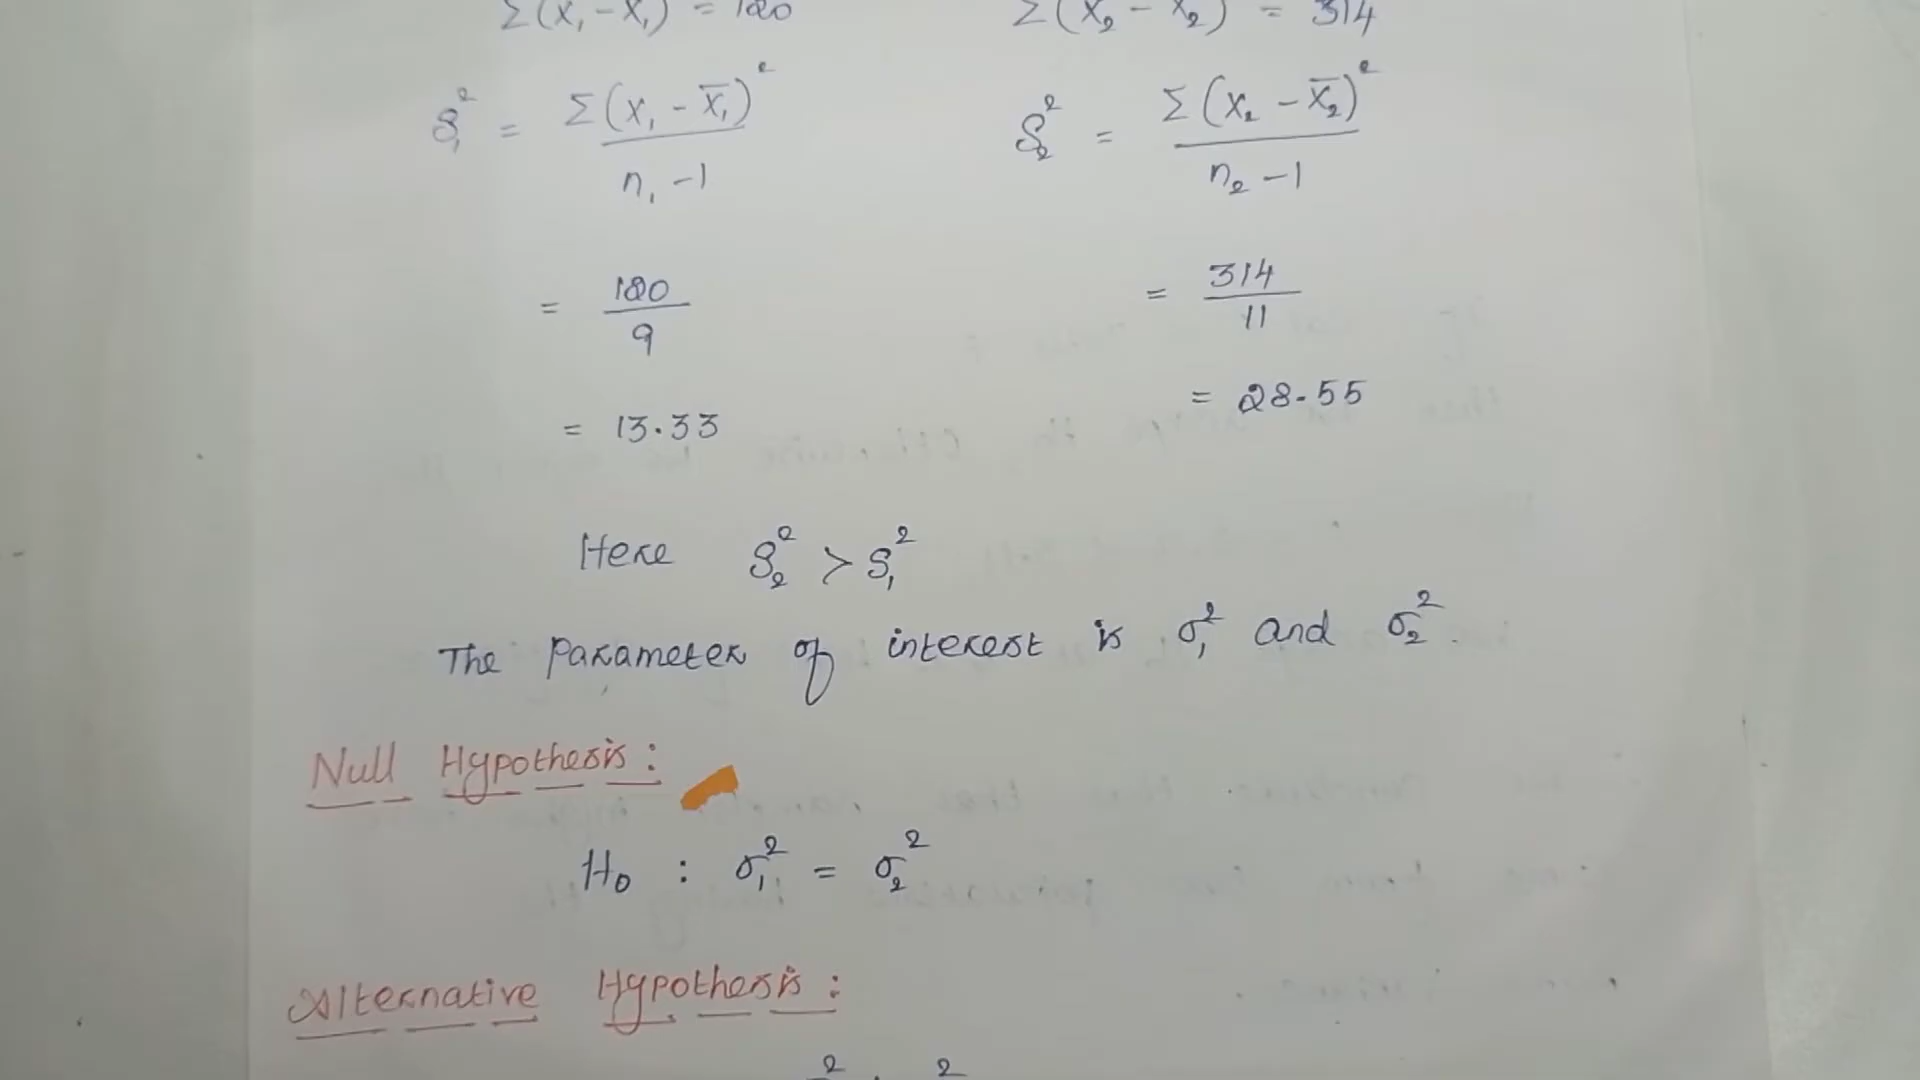 Σ(x₁ - x̄₁) = 120    Σ(x₂ - x̄₂) = 314
S₁² = Σ(x₁ - x̄₁)² / n₁ - 1    S₂² = Σ(x₂ - x̄₂)² / n₂ - 1
= 120 / 9    = 314 / 11
= 13.33    = 28.55
Here S₂² > S₁²
The Parameter of interest is σ₁² and σ₂².
Null Hypothesis:
H₀ : σ₁² = σ₂²
Alternative Hypothesis: